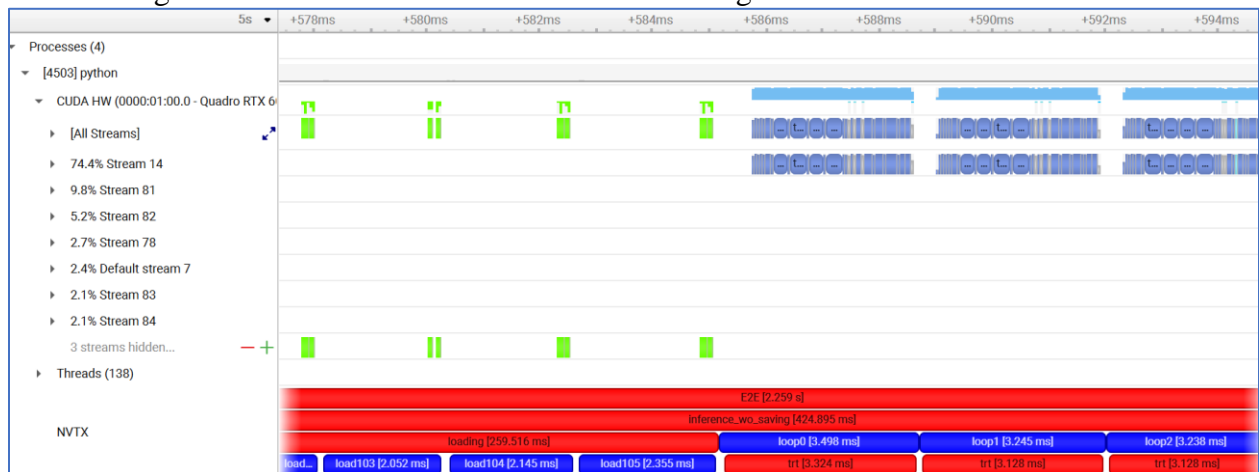 5s +578ms +580ms +582ms +584ms +586ms +588ms +590ms +592ms +594ms
Processes (4)
[4503] python
CUDA HW (0000:01:00.0 - Quadro RTX 6
[All Streams]
... t... ... ... ... ... t... ... t... ... ... ...
74.4% Stream 14
... t... ... ... ... ... t... ... t... ... ... ...
9.8% Stream 81
5.2% Stream 82
2.7% Stream 78
2.4% Default stream 7
2.1% Stream 83
2.1% Stream 84
3 streams hidden... − +
Threads (138)
NVTX
E2E [2.259 s]
inference_wo_saving [424.895 ms]
loading [259.516 ms] loop0 [3.498 ms] loop1 [3.245 ms] loop2 [3.238 ms]
load... load103 [2.052 ms] load104 [2.145 ms] load105 [2.355 ms] trt [3.324 ms] trt [3.128 ms] trt [3.128 ms]